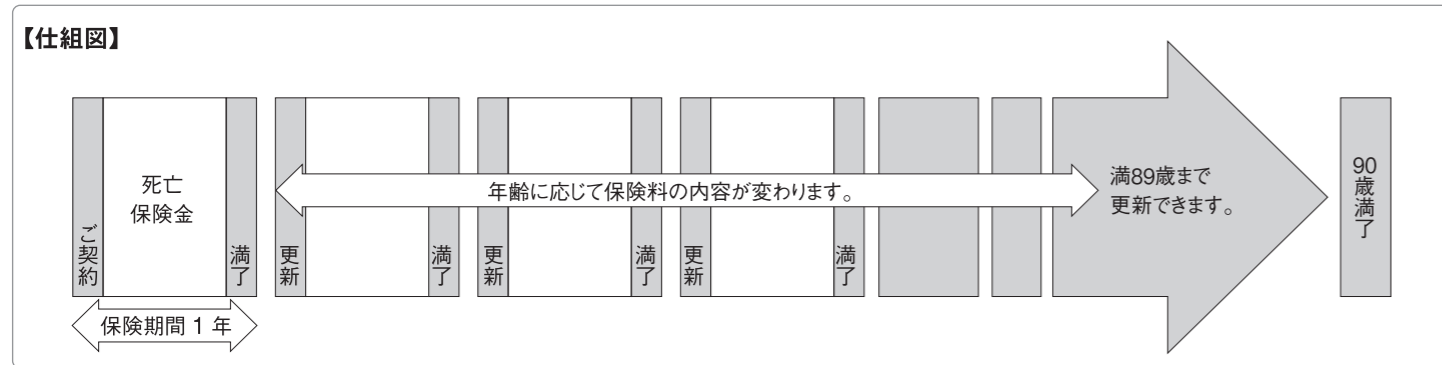 【仕組図】
ご契約
死亡
保険金
満了
保険期間 1 年
更新
満了
更新
満了
更新
満了
年齢に応じて保険料の内容が変わります。
満89歳まで
更新できます。
90歳満了